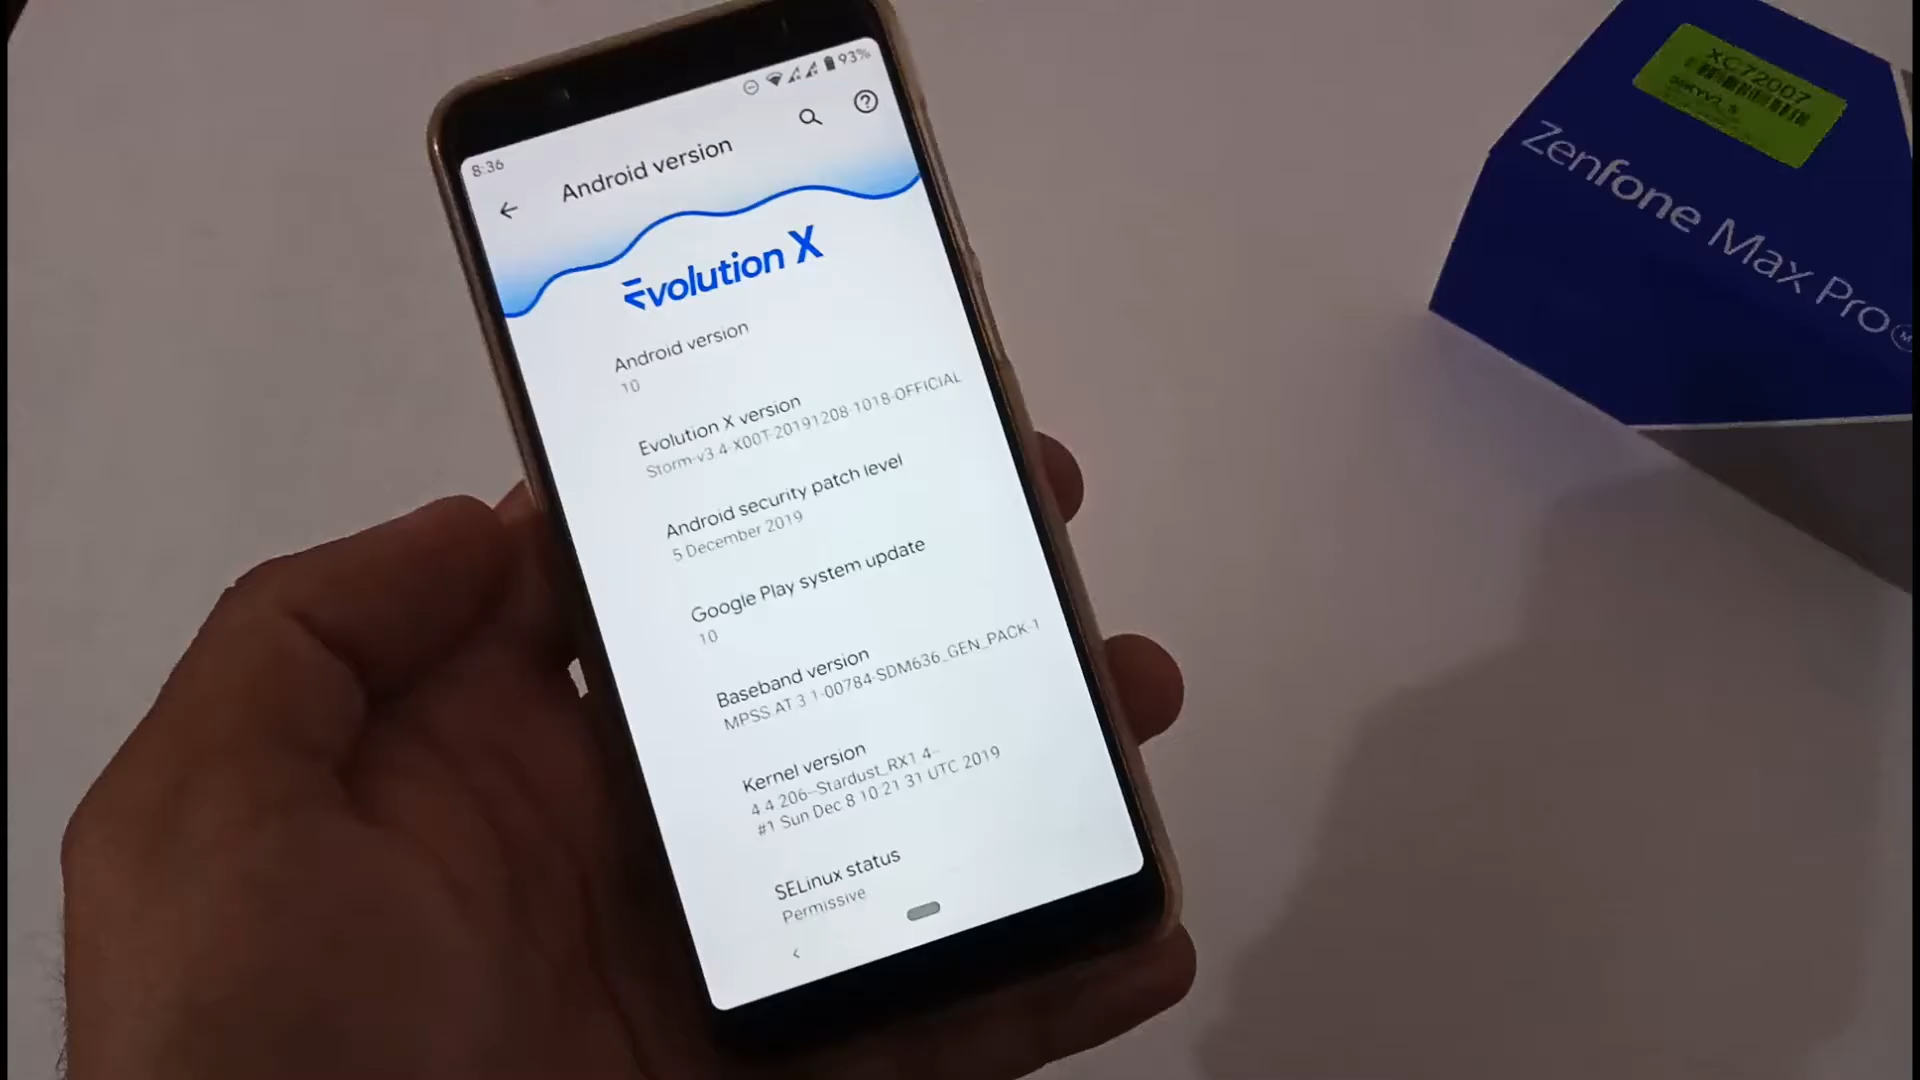 8:36
93%
Android version
Evolution X
Android version
10
Evolution X version
Storm-v3.4-X00T-20191208-1018-OFFICIAL
Android security patch level
5 December 2019
Google Play system update
10
Baseband version
MPSS AT 3 1-00784-SDM636_GEN_PACK-1
Kernel version
4.4 206--Stardust_RX1 4--
#1 Sun Dec 8 10 21 31 UTC 2019
SELinux status
Permissive
XC72007
Zenfone Max Pro M